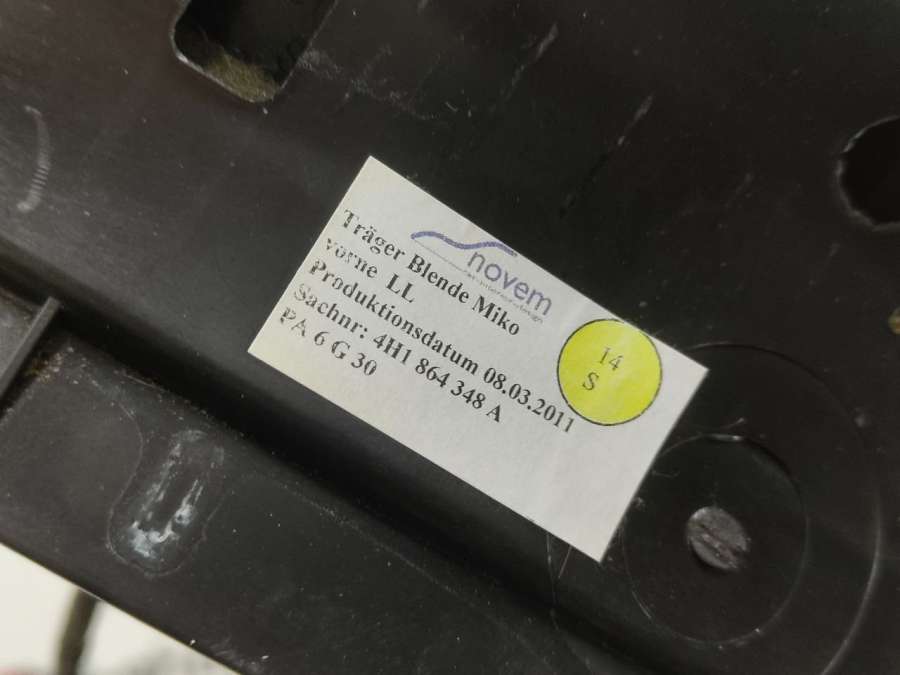 novem
Träger Blende Miko
vorne LL
Produktionsdatum 08.03.2011
Sachnr: 4H1 864 348 A
PA 6 G 30
14
S